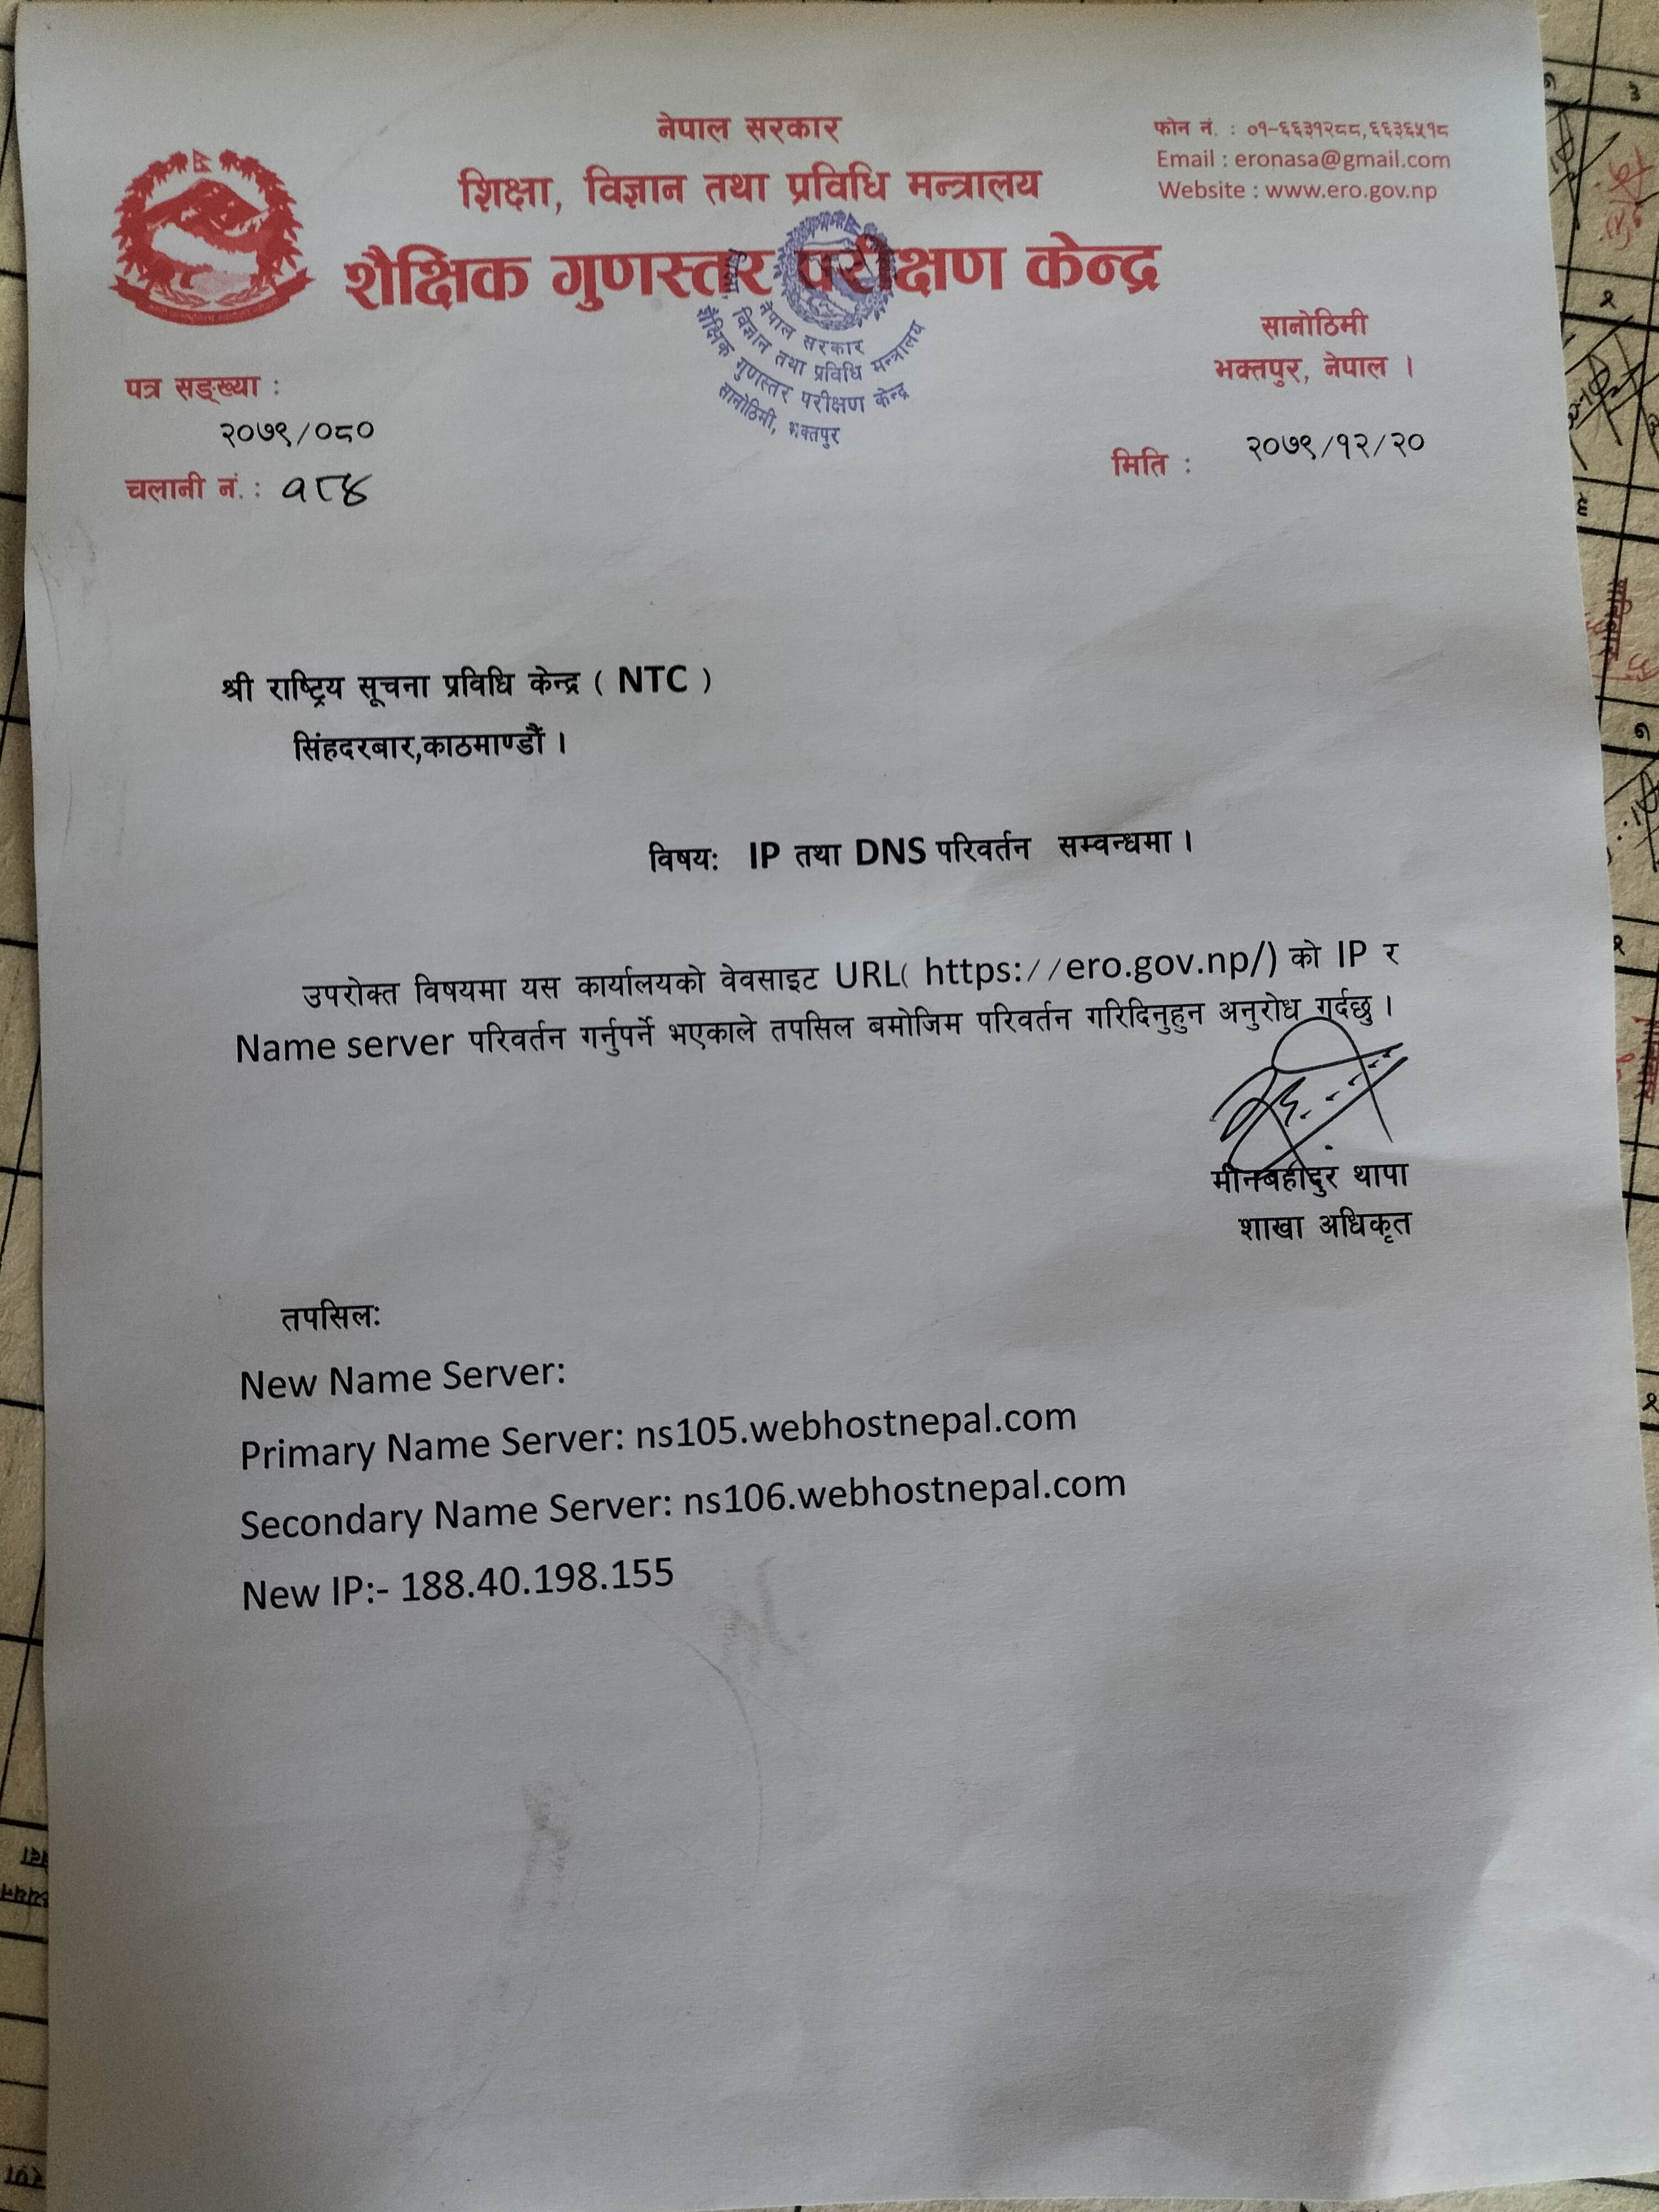 नेपाल सरकार
शिक्षा, विज्ञान तथा प्रविधि मन्त्रालय
शैक्षिक गुणस्तर परीक्षण केन्द्र
फोन नं. : ०१-६६३१२८८,६६३६५१८
Email : eronasa@gmail.com
Website : www.ero.gov.np
सानोठिमी
भक्तपुर, नेपाल ।
नेपाल सरकार
विज्ञान तथा प्रविधि मन्त्रालय
शैक्षिक गुणस्तर परीक्षण केन्द्र
सानोठिमी, भक्तपुर
पत्र सङ्ख्या :
२०७९/०८०
चलानी नं. : १८४
मिति : २०७९/१२/२०
श्री राष्ट्रिय सूचना प्रविधि केन्द्र ( NTC )
सिंहदरबार,काठमाण्डौं ।
विषय: IP तथा DNS परिवर्तन सम्वन्धमा ।
उपरोक्त विषयमा यस कार्यालयको वेवसाइट URL( https://ero.gov.np/) को IP र
Name server परिवर्तन गर्नुपर्ने भएकाले तपसिल बमोजिम परिवर्तन गरिदिनुहुन अनुरोध गर्दछु ।
मीनबहादुर थापा
शाखा अधिकृत
तपसिल:
New Name Server:
Primary Name Server: ns105.webhostnepal.com
Secondary Name Server: ns106.webhostnepal.com
New IP:- 188.40.198.155